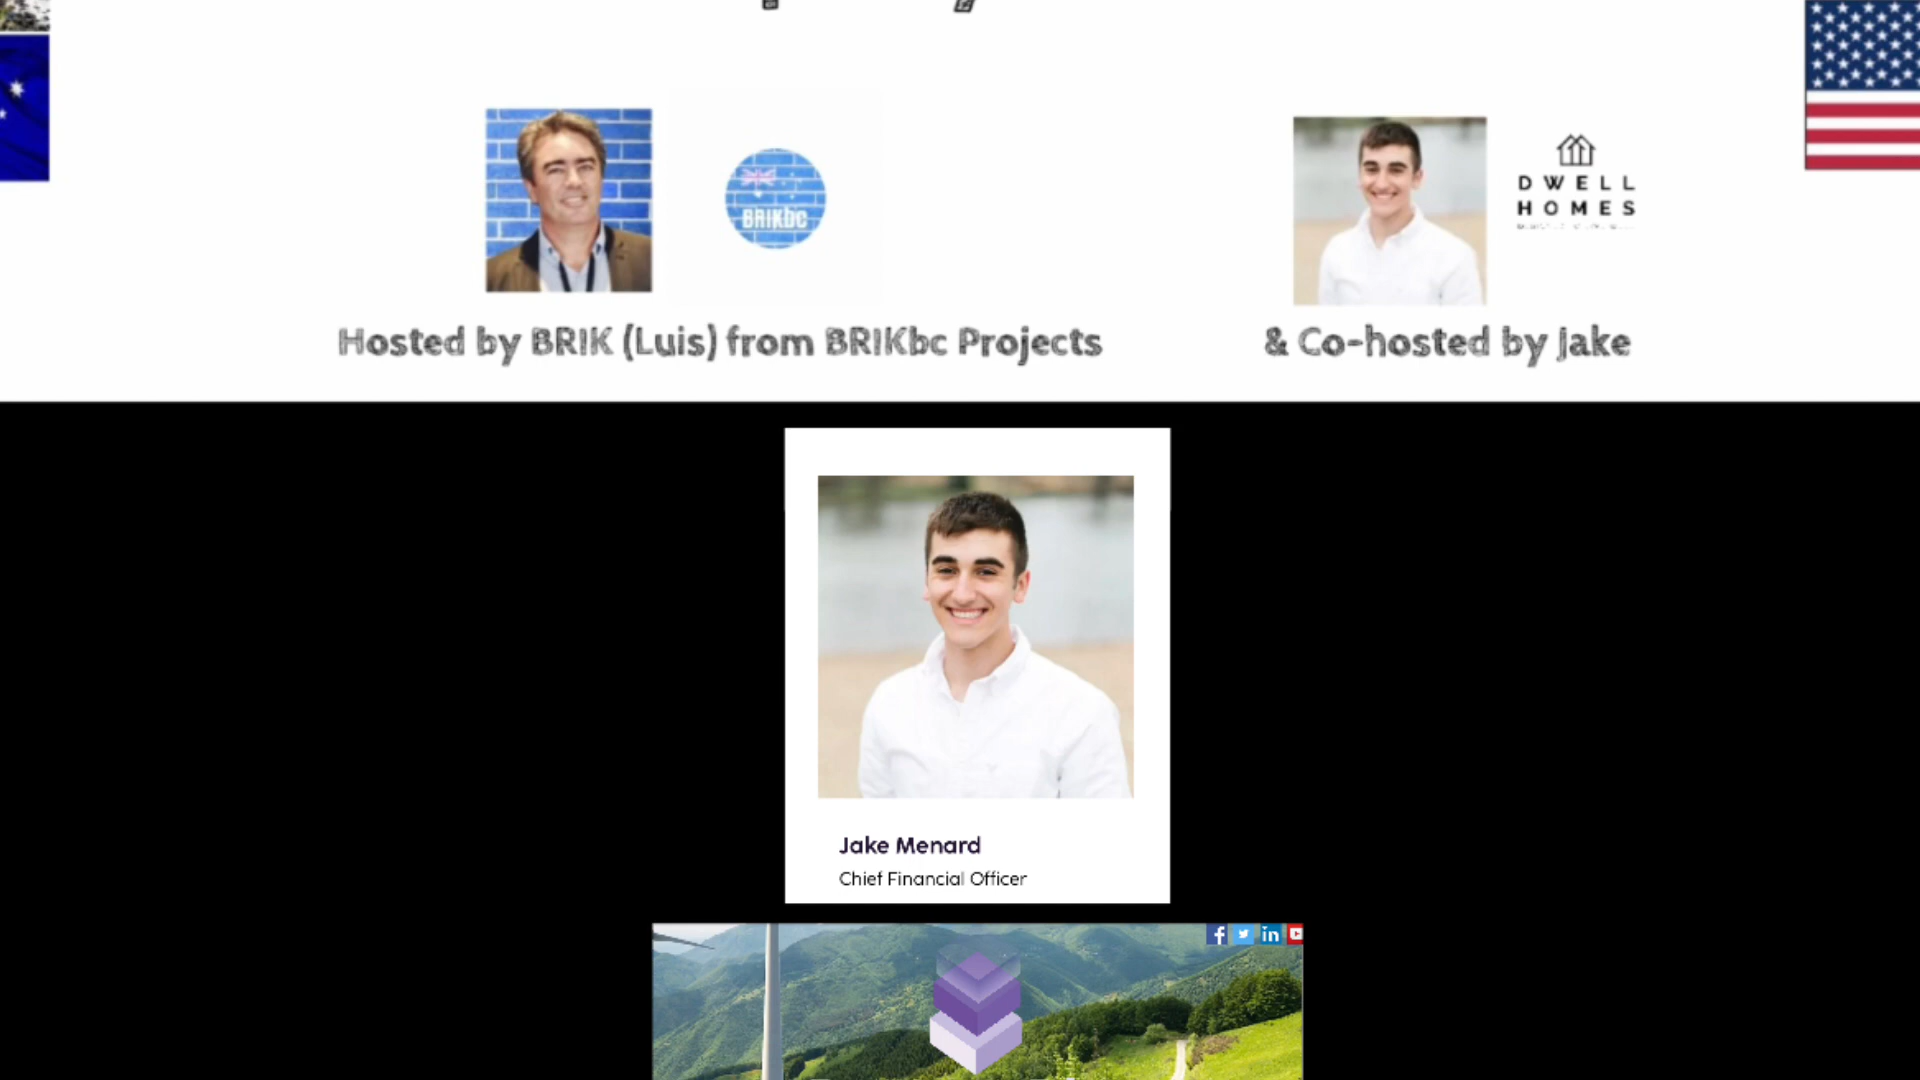 BRIKbc
DWELL
HOMES
Hosted by BRIK (Luis) from BRIKbc Projects
& Co-hosted by Jake
Jake Menard
Chief Financial Officer
f
in